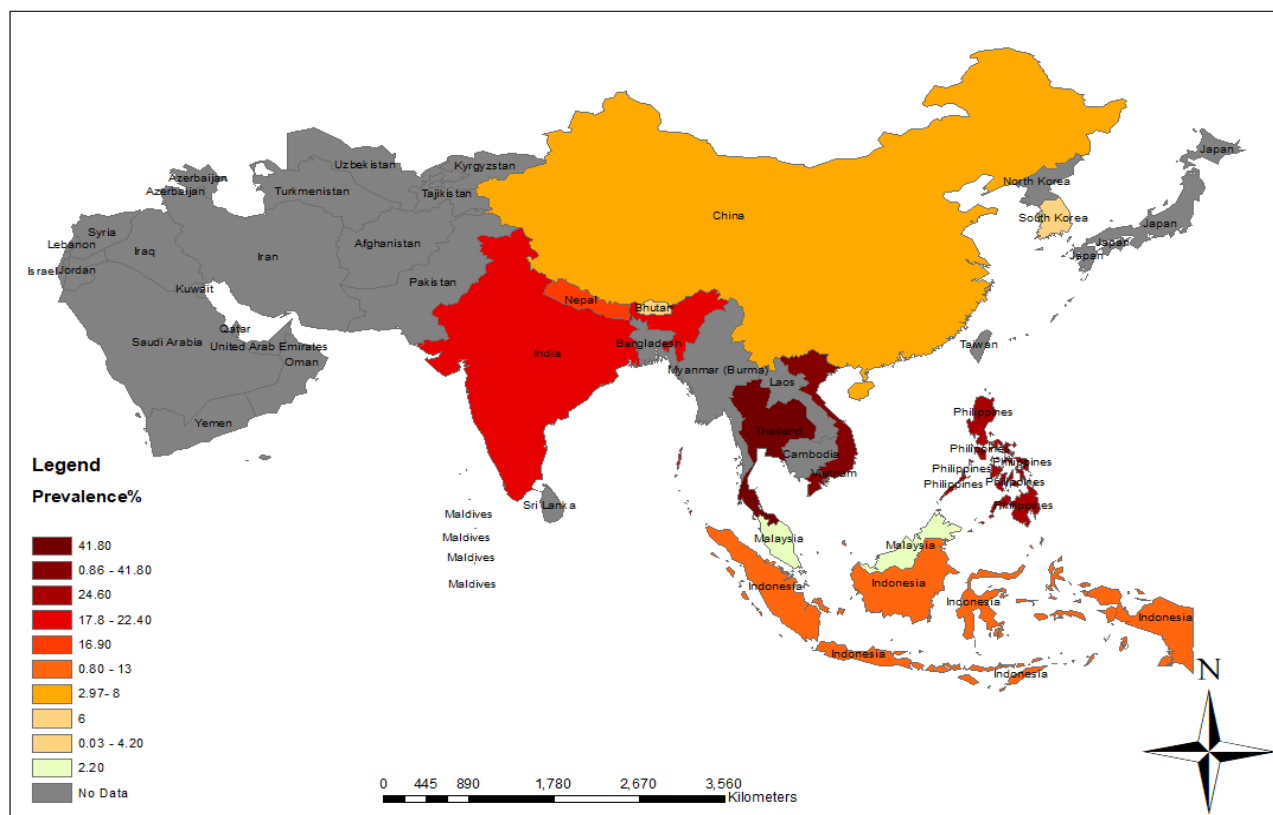 Japan
Uzbekistan
Kyrgyzstan
Azerbaijan
Azerbaijan
Turkmenistan
Tajikistan
North Korea
China
South Korea
Japan
Syria
Lebanon
Iraq
Iran
Afghanistan
Japan
Japan
Israel
Jordan
Kuwait
Pakistan
Nepal
Bhutan
Qatar
Saudi Arabia
United Arab Emirates
Oman
India
Bangladesh
Taiwan
Myanmar (Burma)
Laos
Yemen
Philippines
Thailand
Cambodia
Philippines
Philippines
Philippines
Vietnam
Philippines
Philippines
Philippines
Sri Lanka
Maldives
Maldives
Maldives
Maldives
Malaysia
Malaysia
Indonesia
Indonesia
Indonesia
Indonesia
Indonesia
Indonesia
Legend
Prevalence%
41.80
0.86 - 41.80
24.60
17.8 - 22.40
16.90
0.80 - 13
2.97- 8
6
0.03 - 4.20
2.20
No Data
0 445 890 1,780 2,670 3,560
Kilometers
N